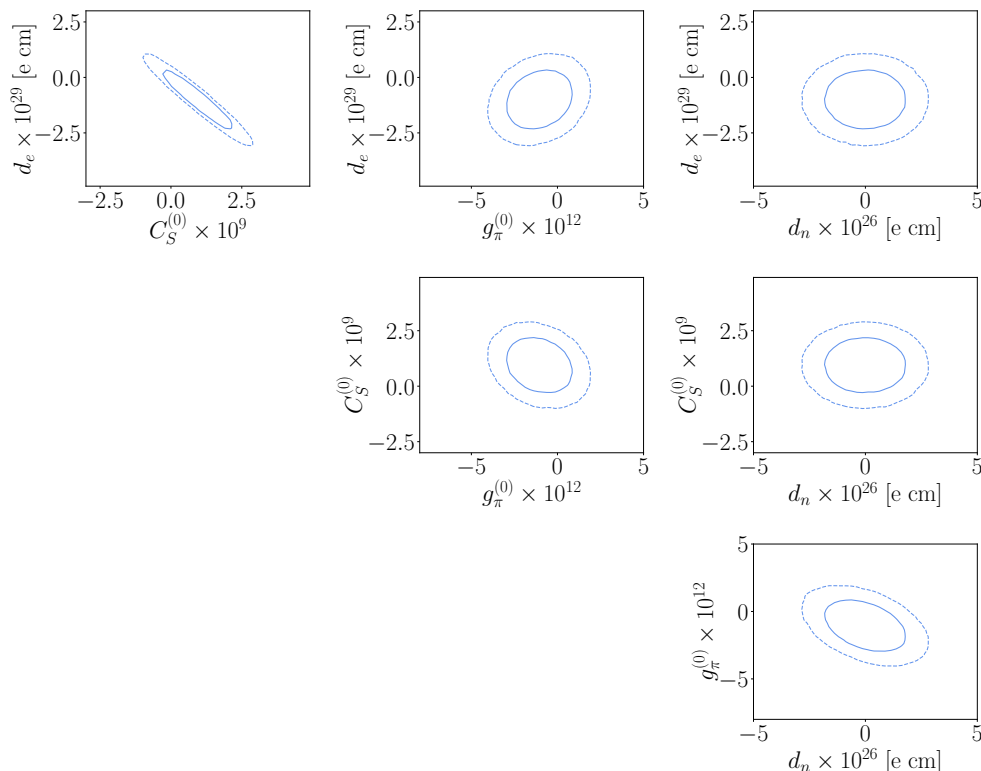 2.5
0.0
−2.5
d_e × 10^29 [e cm]
−2.5 0.0 2.5
C_S^(0) × 10^9
2.5
0.0
−2.5
d_e × 10^29 [e cm]
−5 0 5
g_π^(0) × 10^12
2.5
0.0
−2.5
d_e × 10^29 [e cm]
−5 0 5
d_n × 10^26 [e cm]
2.5
0.0
−2.5
C_S^(0) × 10^9
−5 0 5
g_π^(0) × 10^12
2.5
0.0
−2.5
C_S^(0) × 10^9
−5 0 5
d_n × 10^26 [e cm]
5
0
−5
g_π^(0) × 10^12
−5 0 5
d_n × 10^26 [e cm]